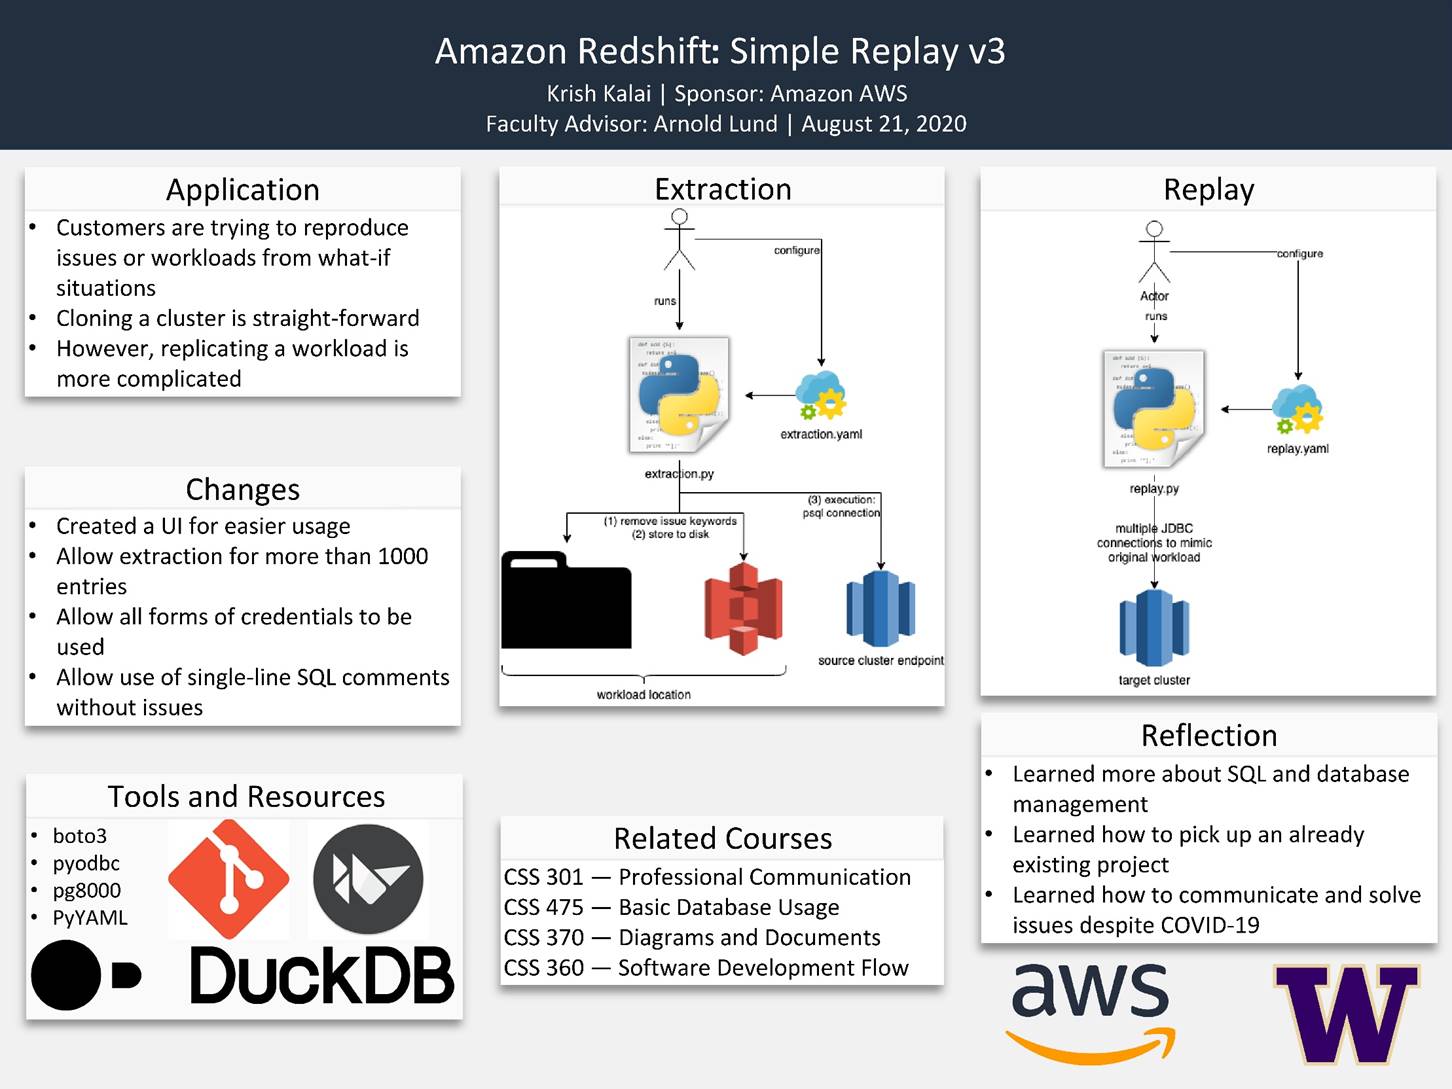 Amazon Redshift: Simple Replay v3
Krish Kalai | Sponsor: Amazon AWS
Faculty Advisor: Arnold Lund | August 21, 2020
Application
• Customers are trying to reproduce
issues or workloads from what-if
situations
• Cloning a cluster is straight-forward
• However, replicating a workload is
more complicated
Changes
• Created a UI for easier usage
• Allow extraction for more than 1000
entries
• Allow all forms of credentials to be
used
• Allow use of single-line SQL comments
without issues
Tools and Resources
• boto3
• pyodbc
• pg8000
• PyYAML
DuckDB
Extraction
configure
runs
extraction.yaml
extraction.py
(1) remove issue keywords
(2) store to disk
(3) execution:
psql connection
source cluster endpoint
workload location
Related Courses
CSS 301 — Professional Communication
CSS 475 — Basic Database Usage
CSS 370 — Diagrams and Documents
CSS 360 — Software Development Flow
Replay
configure
Actor
runs
replay.yaml
replay.py
multiple JDBC
connections to mimic
original workload
target cluster
Reflection
• Learned more about SQL and database
management
• Learned how to pick up an already
existing project
• Learned how to communicate and solve
issues despite COVID-19
aws
W